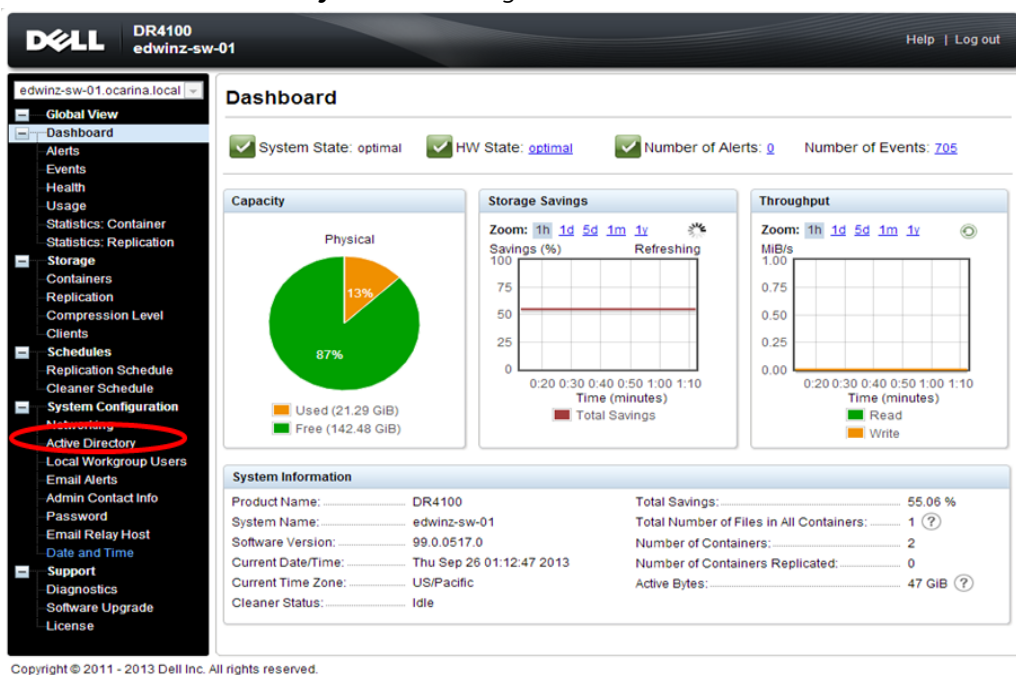 DELL
DR4100
edwinz-sw-01
Help | Log out
edwinz-sw-01.ocarina.local
Global View
Dashboard
Alerts
Events
Health
Usage
Statistics: Container
Statistics: Replication
Storage
Containers
Replication
Compression Level
Clients
Schedules
Replication Schedule
Cleaner Schedule
System Configuration
Networking
Active Directory
Local Workgroup Users
Email Alerts
Admin Contact Info
Password
Email Relay Host
Date and Time
Support
Diagnostics
Software Upgrade
License
Dashboard
System State: optimal
HW State: optimal
Number of Alerts: 0
Number of Events: 705
Capacity
Physical
13%
87%
Used (21.29 GiB)
Free (142.48 GiB)
Storage Savings
Zoom: 1h 1d 5d 1m 1y
Savings (%)
Refreshing
100
75
50
25
0
0:20 0:30 0:40 0:50 1:00 1:10
Time (minutes)
Total Savings
Throughput
Zoom: 1h 1d 5d 1m 1y
MiB/s
1.00
0.75
0.50
0.25
0.00
0:20 0:30 0:40 0:50 1:00 1:10
Time (minutes)
Read
Write
System Information
Product Name: DR4100
System Name: edwinz-sw-01
Software Version: 99.0.0517.0
Current Date/Time: Thu Sep 26 01:12:47 2013
Current Time Zone: US/Pacific
Cleaner Status: Idle
Total Savings: 55.06 %
Total Number of Files in All Containers: 1 ?
Number of Containers: 2
Number of Containers Replicated: 0
Active Bytes: 47 GiB ?
Copyright © 2011 - 2013 Dell Inc. All rights reserved.